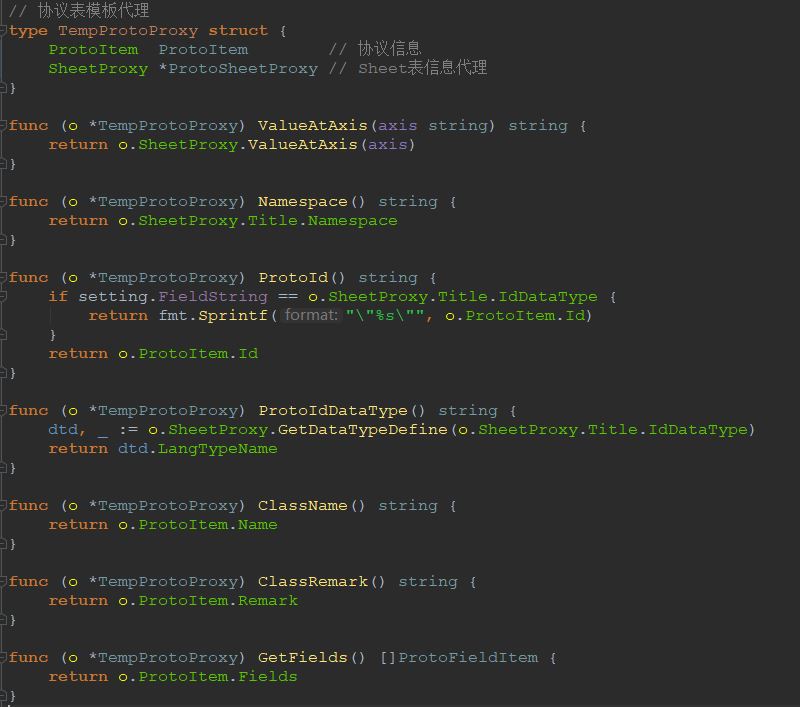 // 协议表模板代理
type TempProtoProxy struct {
    ProtoItem  ProtoItem        // 协议信息
    SheetProxy *ProtoSheetProxy // Sheet表信息代理
}

func (o *TempProtoProxy) ValueAtAxis(axis string) string {
    return o.SheetProxy.ValueAtAxis(axis)
}

func (o *TempProtoProxy) Namespace() string {
    return o.SheetProxy.Title.Namespace
}

func (o *TempProtoProxy) ProtoId() string {
    if setting.FieldString == o.SheetProxy.Title.IdDataType {
        return fmt.Sprintf( format: "\"%s\"", o.ProtoItem.Id)
    }
    return o.ProtoItem.Id
}

func (o *TempProtoProxy) ProtoIdDataType() string {
    dtd, _ := o.SheetProxy.GetDataTypeDefine(o.SheetProxy.Title.IdDataType)
    return dtd.LangTypeName
}

func (o *TempProtoProxy) ClassName() string {
    return o.ProtoItem.Name
}

func (o *TempProtoProxy) ClassRemark() string {
    return o.ProtoItem.Remark
}

func (o *TempProtoProxy) GetFields() []ProtoFieldItem {
    return o.ProtoItem.Fields
}